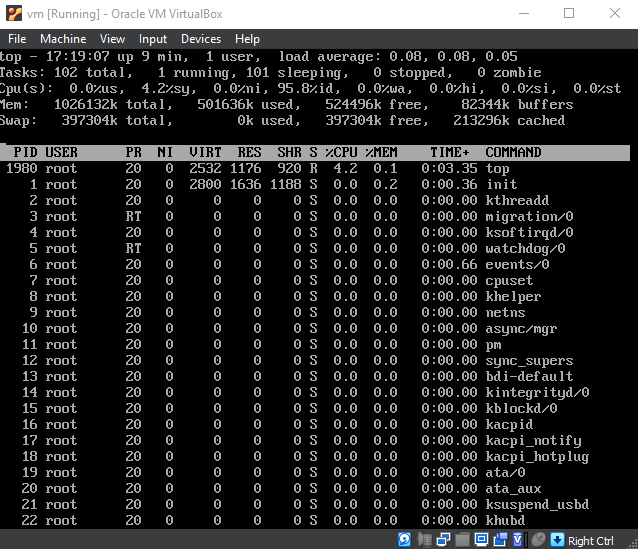 vm [Running] - Oracle VM VirtualBox
File Machine View Input Devices Help
top - 17:19:07 up 9 min,  1 user,  load average: 0.08, 0.08, 0.05
Tasks: 102 total,   1 running, 101 sleeping,   0 stopped,   0 zombie
Cpu(s):  0.0%us,  4.2%sy,  0.0%ni, 95.8%id,  0.0%wa,  0.0%hi,  0.0%si,  0.0%st
Mem:   1026132k total,   501636k used,   524496k free,    82344k buffers
Swap:   397304k total,        0k used,   397304k free,   213296k cached
PID USER      PR  NI  VIRT  RES  SHR S %CPU %MEM    TIME+  COMMAND
1980 root      20   0  2532 1176  920 R  4.2  0.1   0:03.35 top
1 root      20   0  2800 1636 1188 S  0.0  0.2   0:00.36 init
2 root      20   0     0    0    0 S  0.0  0.0   0:00.00 kthreadd
3 root      RT   0     0    0    0 S  0.0  0.0   0:00.00 migration/0
4 root      20   0     0    0    0 S  0.0  0.0   0:00.00 ksoftirqd/0
5 root      RT   0     0    0    0 S  0.0  0.0   0:00.00 watchdog/0
6 root      20   0     0    0    0 S  0.0  0.0   0:00.66 events/0
7 root      20   0     0    0    0 S  0.0  0.0   0:00.00 cpuset
8 root      20   0     0    0    0 S  0.0  0.0   0:00.00 khelper
9 root      20   0     0    0    0 S  0.0  0.0   0:00.00 netns
10 root      20   0     0    0    0 S  0.0  0.0   0:00.00 async/mgr
11 root      20   0     0    0    0 S  0.0  0.0   0:00.00 pm
12 root      20   0     0    0    0 S  0.0  0.0   0:00.00 sync_supers
13 root      20   0     0    0    0 S  0.0  0.0   0:00.00 bdi-default
14 root      20   0     0    0    0 S  0.0  0.0   0:00.00 kintegrityd/0
15 root      20   0     0    0    0 S  0.0  0.0   0:00.00 kblockd/0
16 root      20   0     0    0    0 S  0.0  0.0   0:00.00 kacpid
17 root      20   0     0    0    0 S  0.0  0.0   0:00.00 kacpi_notify
18 root      20   0     0    0    0 S  0.0  0.0   0:00.00 kacpi_hotplug
19 root      20   0     0    0    0 S  0.0  0.0   0:00.00 ata/0
20 root      20   0     0    0    0 S  0.0  0.0   0:00.00 ata_aux
21 root      20   0     0    0    0 S  0.0  0.0   0:00.00 ksuspend_usbd
22 root      20   0     0    0    0 S  0.0  0.0   0:00.00 khubd
Right Ctrl